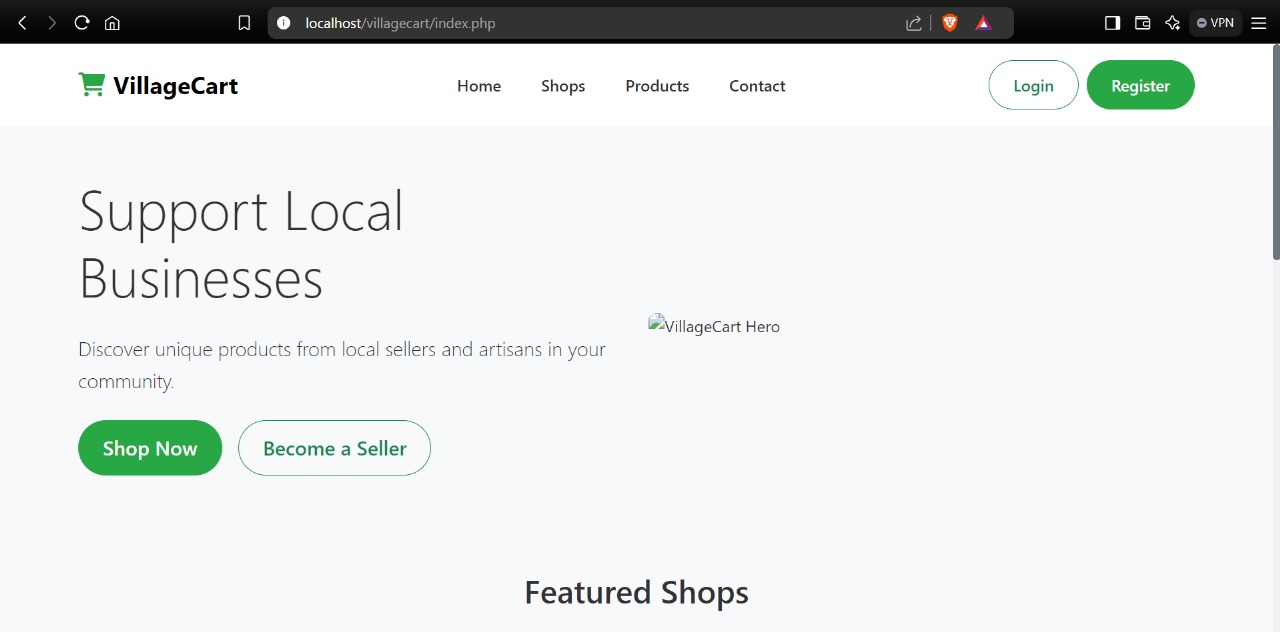 localhost/villagecart/index.php
VPN
VillageCart
Home
Shops
Products
Contact
Login
Register
Support Local
Businesses
Discover unique products from local sellers and artisans in your
community.
VillageCart Hero
Shop Now
Become a Seller
Featured Shops